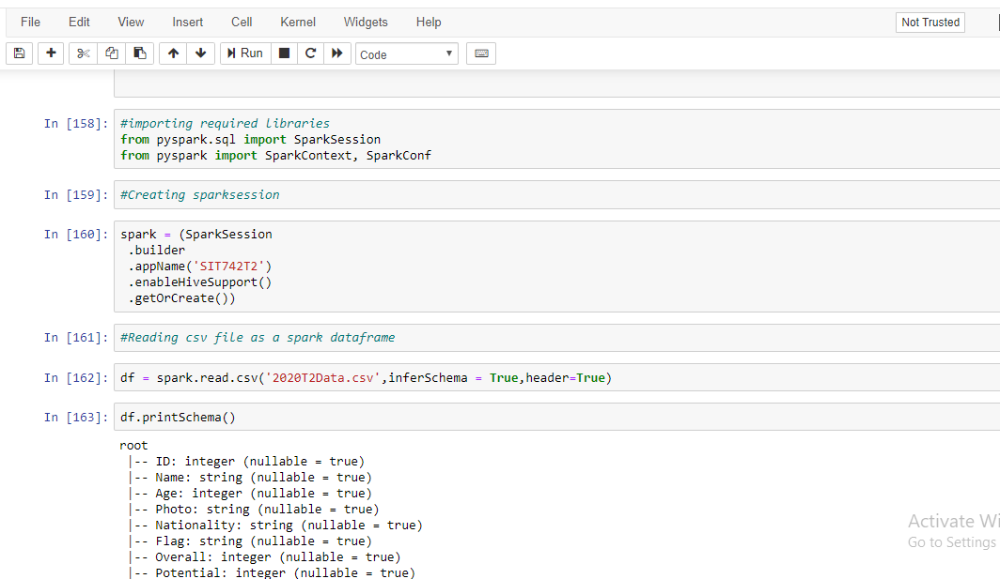 File Edit View Insert Cell Kernel Widgets Help Not Trusted
Run Code
In [158]: #importing required libraries
from pyspark.sql import SparkSession
from pyspark import SparkContext, SparkConf
In [159]: #Creating sparksession
In [160]: spark = (SparkSession
.builder
.appName('SIT742T2')
.enableHiveSupport()
.getOrCreate())
In [161]: #Reading csv file as a spark dataframe
In [162]: df = spark.read.csv('2020T2Data.csv',inferSchema = True,header=True)
In [163]: df.printSchema()
root
|-- ID: integer (nullable = true)
|-- Name: string (nullable = true)
|-- Age: integer (nullable = true)
|-- Photo: string (nullable = true)
|-- Nationality: string (nullable = true)
|-- Flag: string (nullable = true)
|-- Overall: integer (nullable = true)
|-- Potential: integer (nullable = true)
Activate Wi
Go to Settings